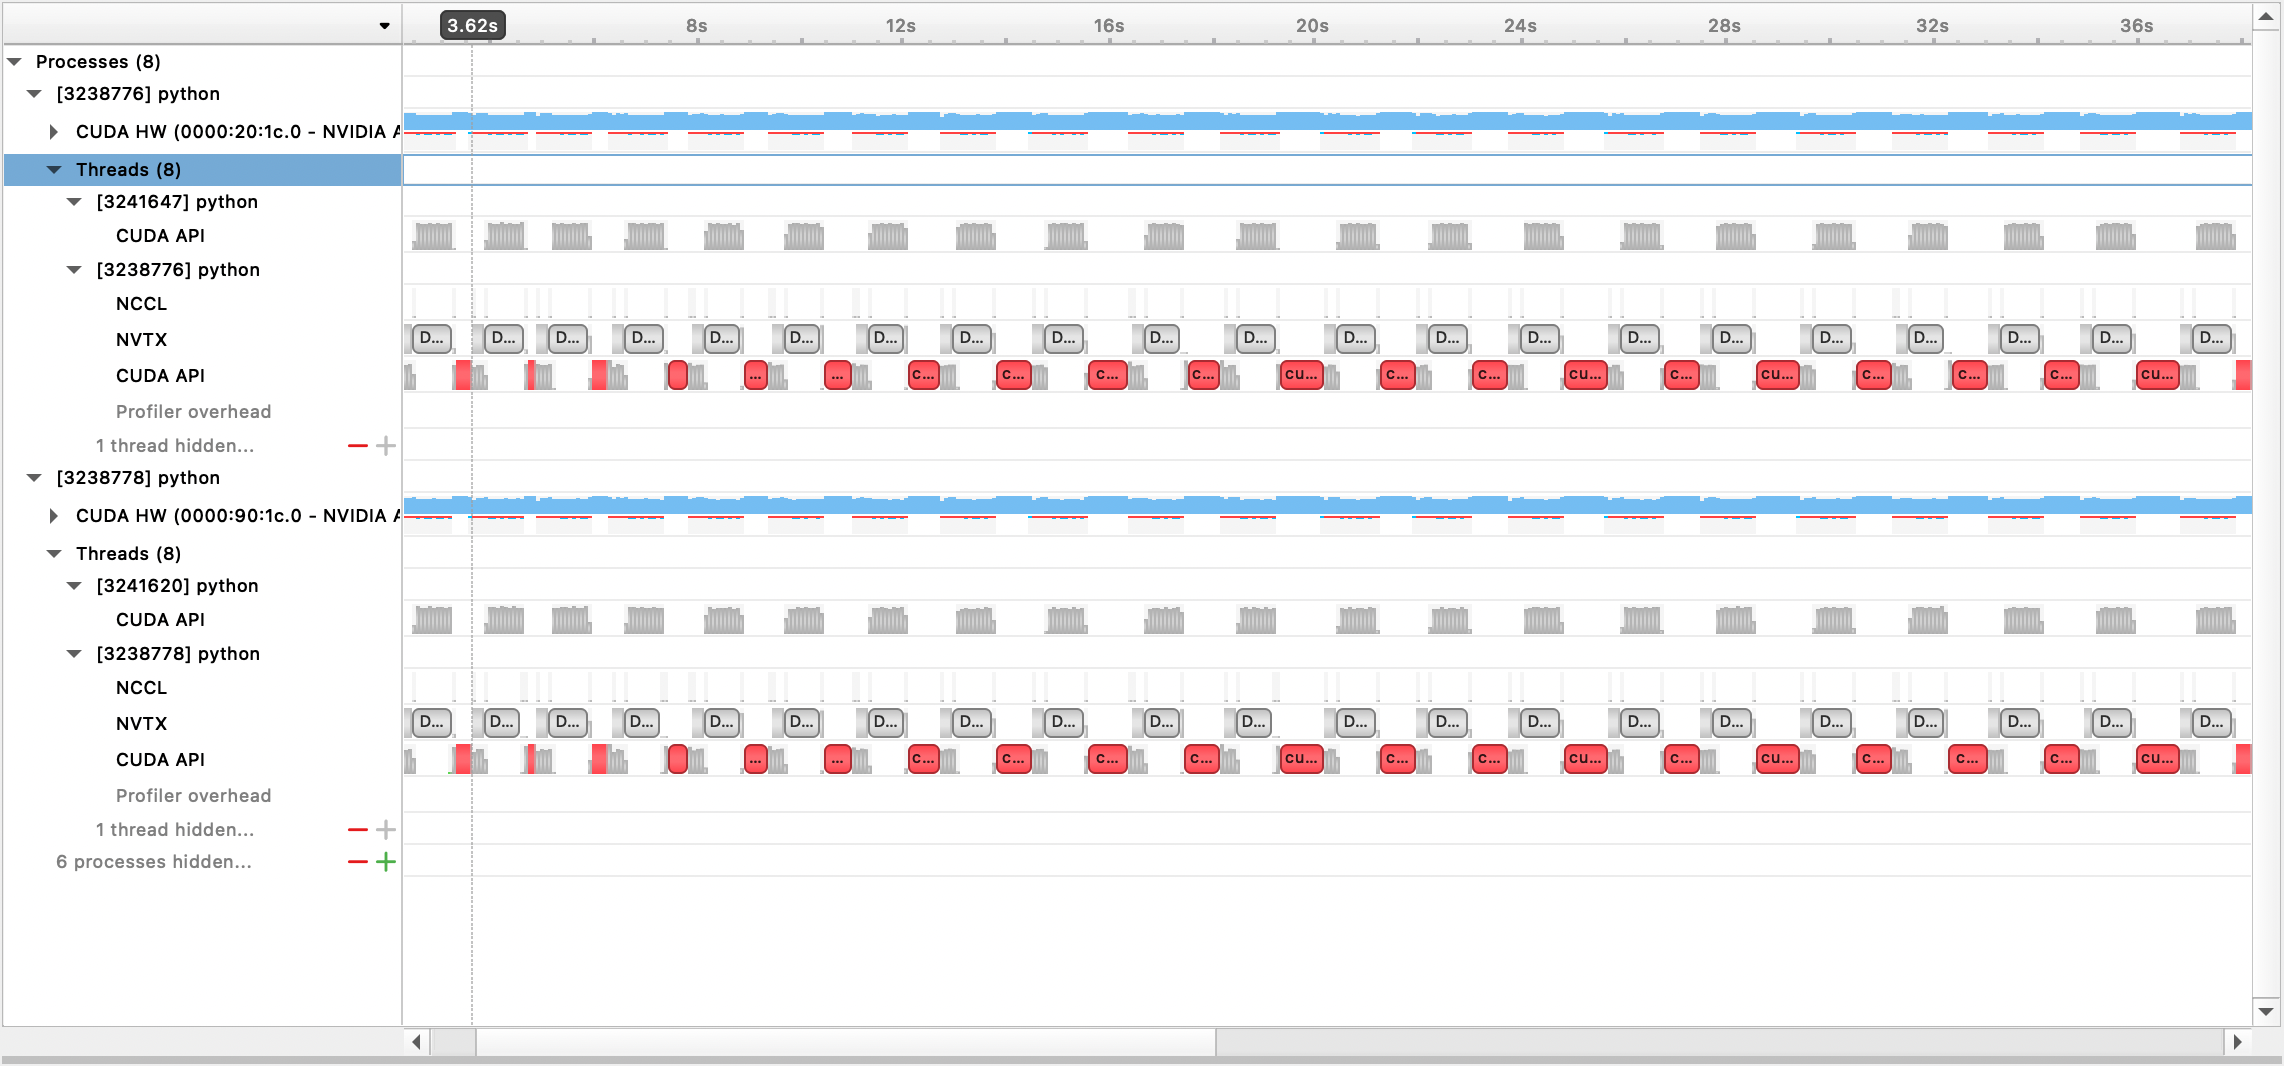 3.62s 8s 12s 16s 20s 24s 28s 32s 36s
Processes (8)
[3238776] python
CUDA HW (0000:20:1c.0 - NVIDIA A
Threads (8)
[3241647] python
CUDA API
[3238776] python
NCCL
NVTX D... D... D... D... D... D... D... D... D... D... D... D... D... D... D... D... D... D... D... D... D...
CUDA API ... ... c... c... c... c... cu... c... c... cu... c... cu... c... c... c... cu...
Profiler overhead
1 thread hidden...
[3238778] python
CUDA HW (0000:90:1c.0 - NVIDIA A
Threads (8)
[3241620] python
CUDA API
[3238778] python
NCCL
NVTX D... D... D... D... D... D... D... D... D... D... D... D... D... D... D... D... D... D... D... D... D...
CUDA API ... ... c... c... c... c... cu... c... c... cu... c... cu... c... c... c... cu...
Profiler overhead
1 thread hidden...
6 processes hidden...